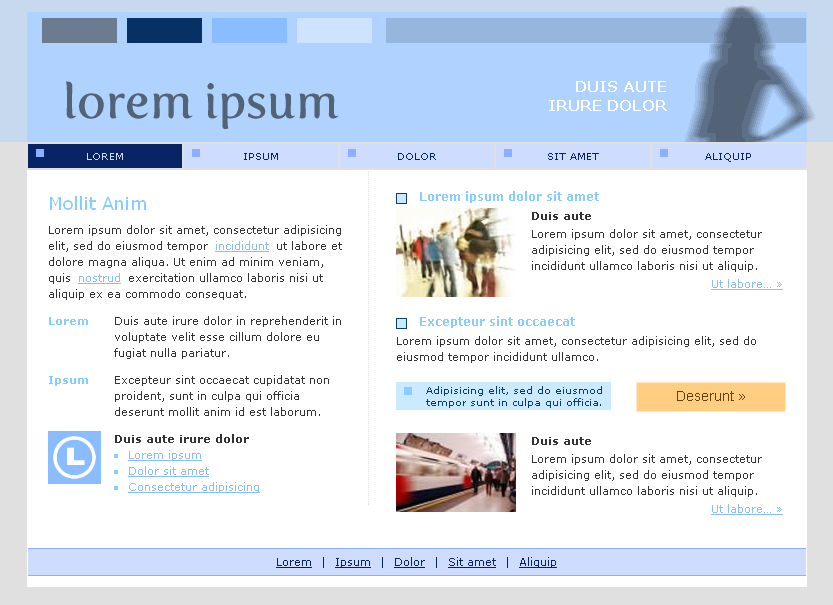 lorem ipsum
DUIS AUTE
IRURE DOLOR
LOREM
IPSUM
DOLOR
SIT AMET
ALIQUIP
Mollit Anim
Lorem ipsum dolor sit amet, consectetur adipisicing
elit, sed do eiusmod tempor incididunt ut labore et
dolore magna aliqua. Ut enim ad minim veniam,
quis nostrud exercitation ullamco laboris nisi ut
aliquip ex ea commodo consequat.
Lorem
Duis aute irure dolor in reprehenderit in
voluptate velit esse cillum dolore eu
fugiat nulla pariatur.
Ipsum
Excepteur sint occaecat cupidatat non
proident, sunt in culpa qui officia
deserunt mollit anim id est laborum.
L
Duis aute irure dolor
Lorem ipsum
Dolor sit amet
Consectetur adipisicing
Lorem ipsum dolor sit amet
Duis aute
Lorem ipsum dolor sit amet, consectetur
adipisicing elit, sed do eiusmod tempor
incididunt ullamco laboris nisi ut aliquip.
Ut labore... »
Excepteur sint occaecat
Lorem ipsum dolor sit amet, consectetur adipisicing elit, sed do
eiusmod tempor incididunt ullamco.
Adipisicing elit, sed do eiusmod
tempor sunt in culpa qui officia.
Deserunt »
Duis aute
Lorem ipsum dolor sit amet, consectetur
adipisicing elit, sed do eiusmod tempor
incididunt ullamco laboris nisi ut aliquip.
Ut labore... »
Lorem | Ipsum | Dolor | Sit amet | Aliquip